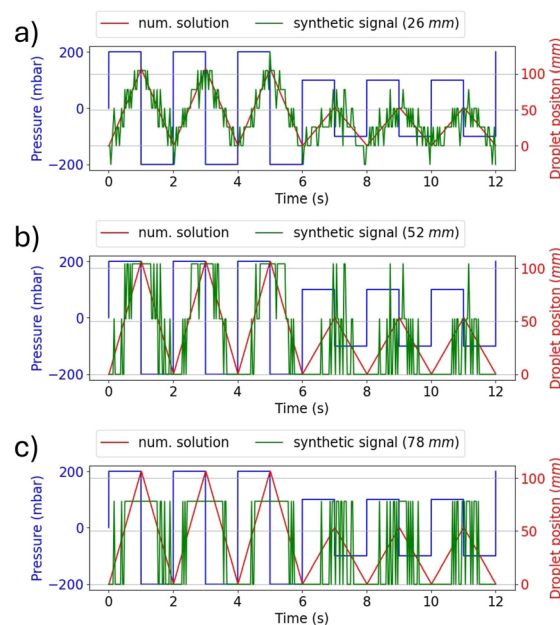 a)
num. solution synthetic signal (26 mm)
Pressure (mbar)
200
0
−200
100
50
0
Droplet positon (mm)
0 2 4 6 8 10 12
Time (s)
b)
num. solution synthetic signal (52 mm)
Pressure (mbar)
200
0
−200
100
50
0
Droplet positon (mm)
0 2 4 6 8 10 12
Time (s)
c)
num. solution synthetic signal (78 mm)
Pressure (mbar)
200
0
−200
100
50
0
Droplet positon (mm)
0 2 4 6 8 10 12
Time (s)